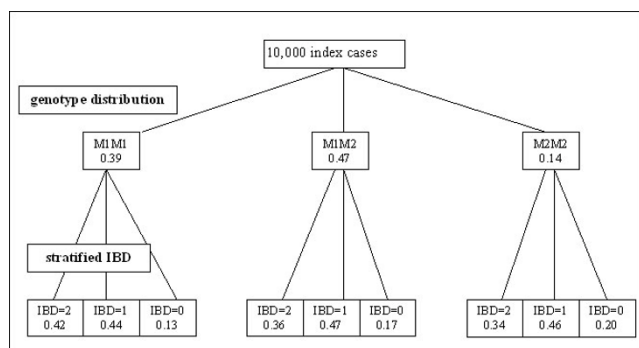 10,000 index cases
genotype distribution
M1M1
0.39
M1M2
0.47
M2M2
0.14
stratified IBD
IBD=2 IBD=1 IBD=0
0.42 0.44 0.13
IBD=2 IBD=1 IBD=0
0.36 0.47 0.17
IBD=2 IBD=1 IBD=0
0.34 0.46 0.20